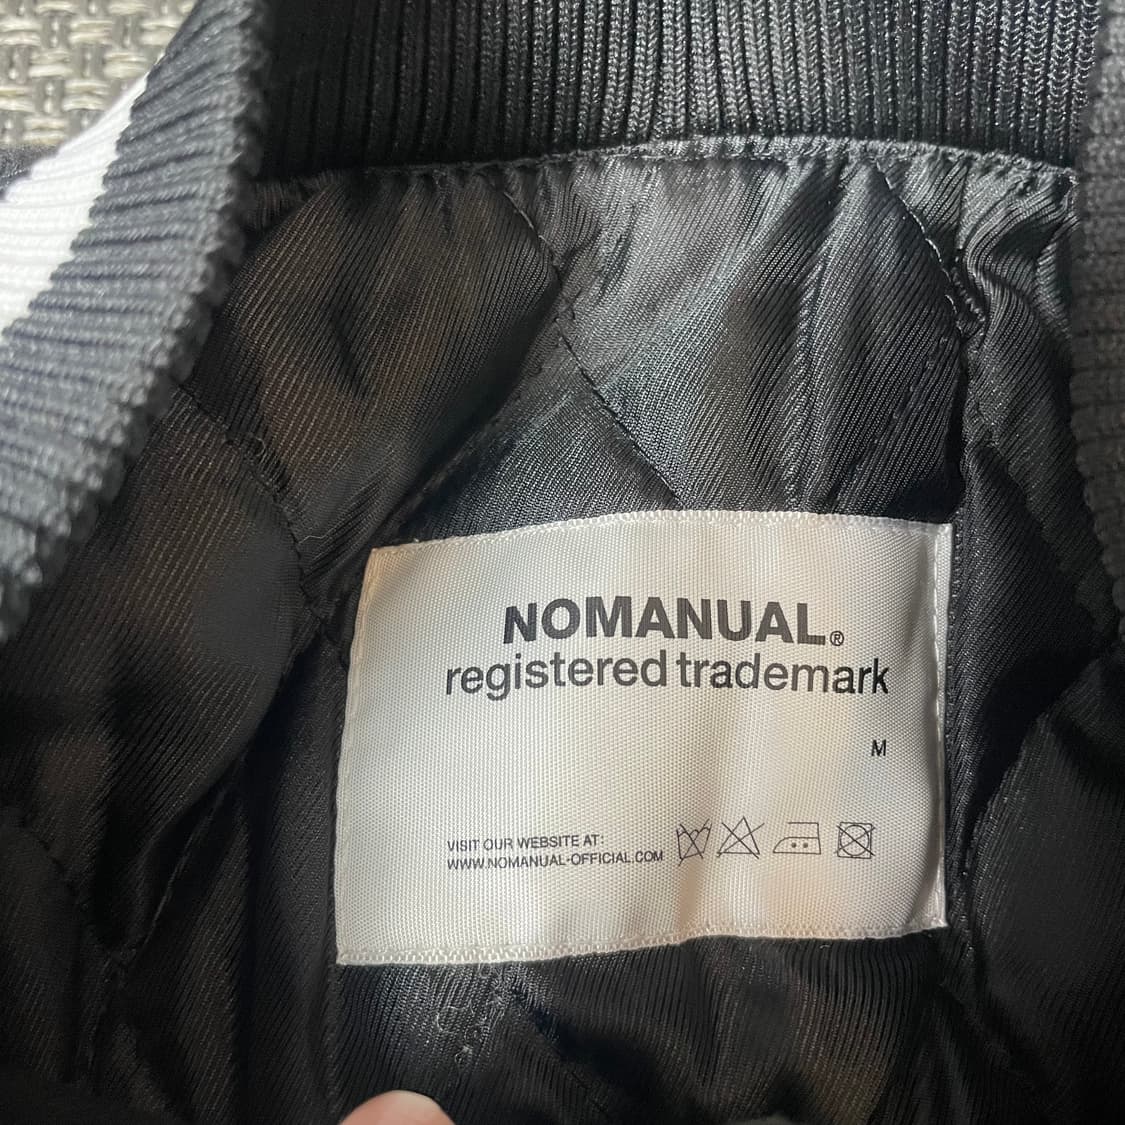 NOMANUAL®
registered trademark
M
VISIT OUR WEBSITE AT:
WWW.NOMANUAL-OFFICIAL.COM